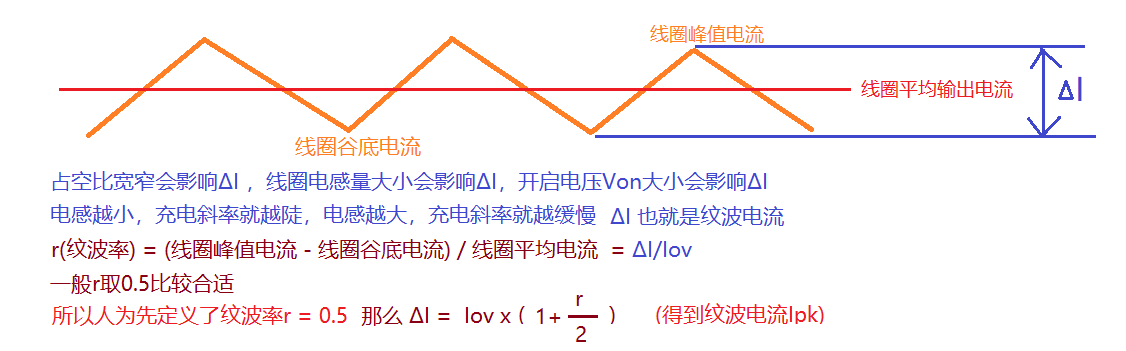 线圈峰值电流
线圈平均输出电流
ΔI
线圈谷底电流
占空比宽窄会影响ΔI ，线圈电感量大小会影响ΔI，开启电压Von大小会影响ΔI
电感越小，充电斜率就越陡，电感越大，充电斜率就越缓慢 ΔI 也就是纹波电流
r(纹波率) = (线圈峰值电流 - 线圈谷底电流) / 线圈平均电流 = ΔI/Iov
一般r取0.5比较合适
所以人为先定义了纹波率r = 0.5 那么 ΔI = Iov x ( 1+ r/2 ) (得到纹波电流Ipk)